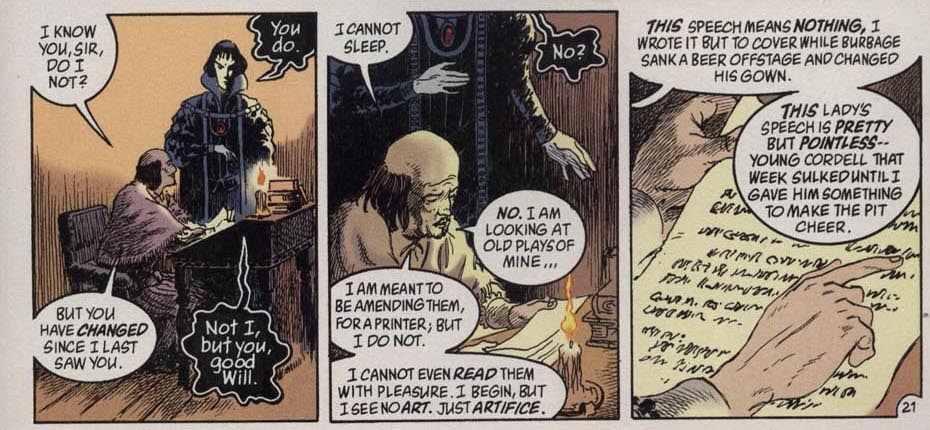 I KNOW
YOU, SIR,
DO I
NOT?
You
do.
BUT YOU
HAVE CHANGED
SINCE I LAST
SAW YOU.
Not I,
but you,
good
Will.
I CANNOT
SLEEP.
No?
NO. I AM
LOOKING AT
OLD PLAYS OF
MINE...
I AM MEANT TO
BE AMENDING THEM,
FOR A PRINTER; BUT
I DO NOT.
I CANNOT EVEN READ THEM
WITH PLEASURE. I BEGIN, BUT
I SEE NO ART. JUST ARTIFICE.
THIS SPEECH MEANS NOTHING, I
WROTE IT BUT TO COVER WHILE BURBAGE
SANK A BEER OFFSTAGE AND CHANGED
HIS GOWN.
THIS LADY'S
SPEECH IS PRETTY
BUT POINTLESS--
YOUNG CORDELL THAT
WEEK SULKED UNTIL I
GAVE HIM SOMETHING
TO MAKE THE PIT
CHEER.
21